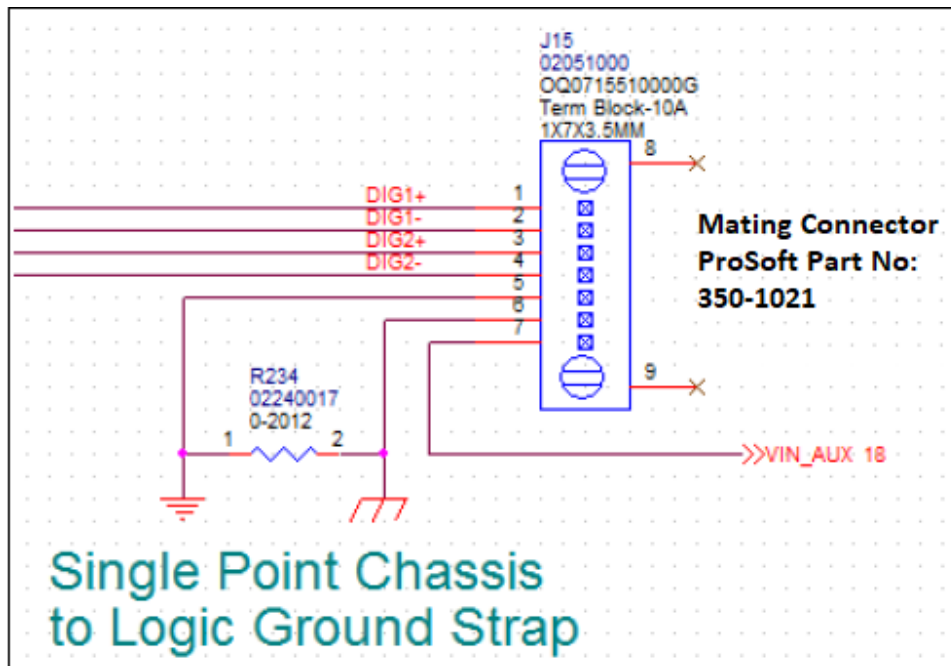 J15
02051000
OQ0715510000G
Term Block-10A
1X7X3.5MM
8
DIG1+ 1
DIG1- 2
DIG2+ 3
DIG2- 4
5
6
7
Mating Connector
ProSoft Part No:
350-1021
9
R234
02240017
0-2012
1 2
VIN_AUX 18
Single Point Chassis
to Logic Ground Strap